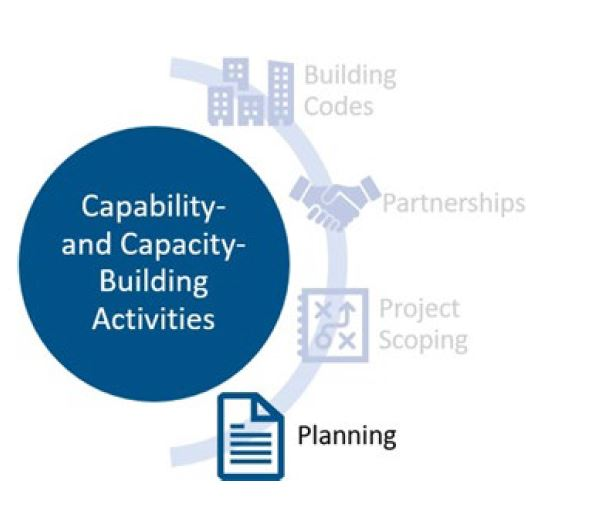 Building
Codes
Capability-
and Capacity-
Building
Activities
Partnerships
Project
Scoping
Planning